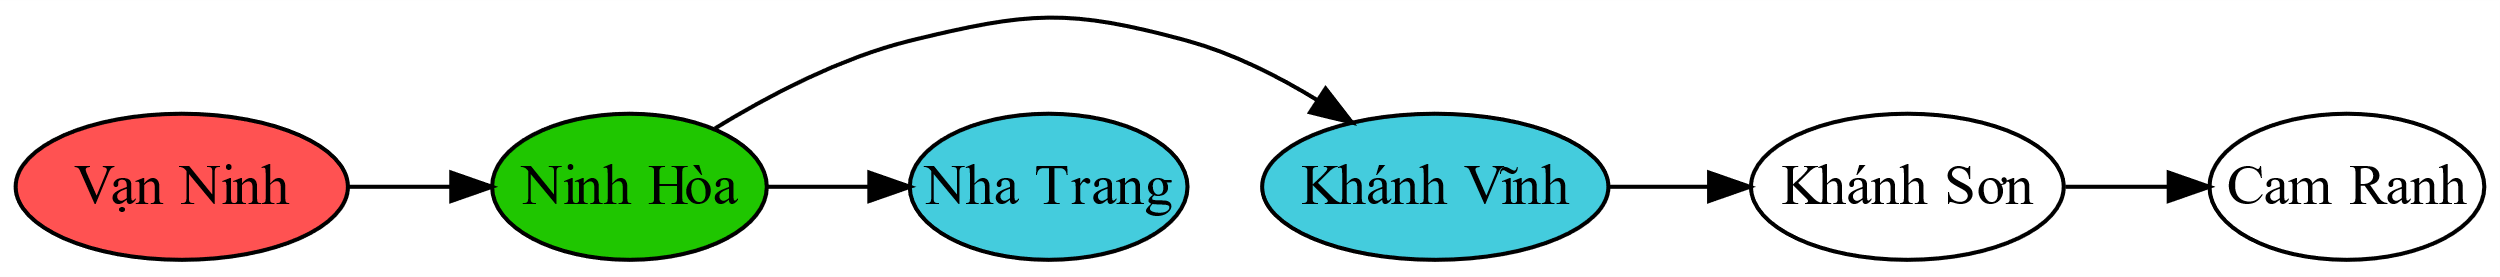 Vạn Ninh
Ninh Hòa
Nha Trang
Khánh Vĩnh
Khánh Sơn
Cam Ranh